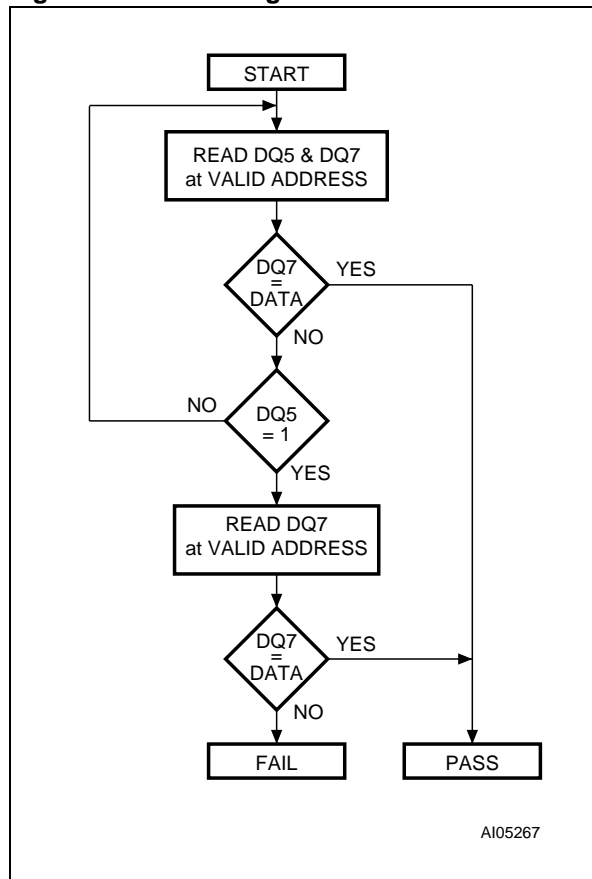 START
READ DQ5 & DQ7
at VALID ADDRESS
DQ7
=
DATA
YES
NO
DQ5
= 1
NO
YES
READ DQ7
at VALID ADDRESS
DQ7
=
DATA
YES
NO
FAIL
PASS
AI05267